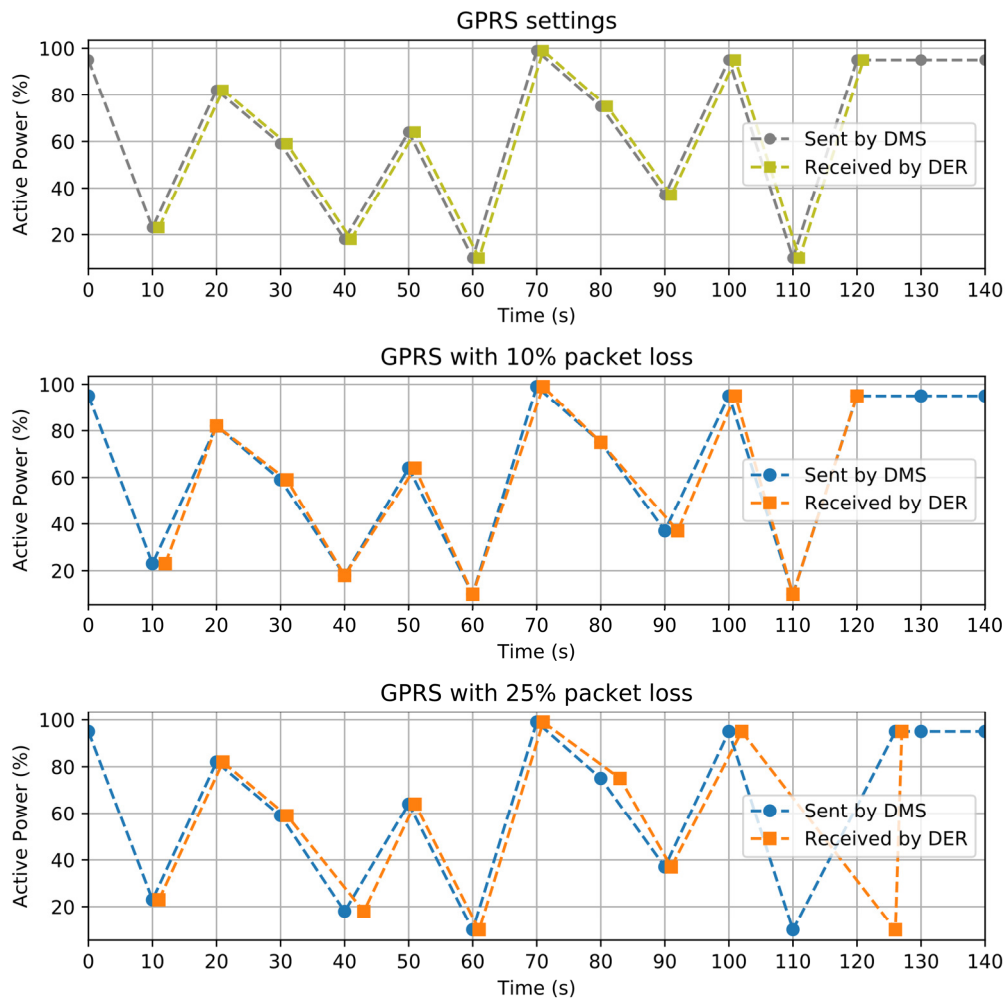 GPRS settings
100
80
60
40
20
Active Power (%)
Sent by DMS
Received by DER
0 10 20 30 40 50 60 70 80 90 100 110 120 130 140
Time (s)
GPRS with 10% packet loss
100
80
60
40
20
Active Power (%)
Sent by DMS
Received by DER
0 10 20 30 40 50 60 70 80 90 100 110 120 130 140
Time (s)
GPRS with 25% packet loss
100
80
60
40
20
Active Power (%)
Sent by DMS
Received by DER
0 10 20 30 40 50 60 70 80 90 100 110 120 130 140
Time (s)